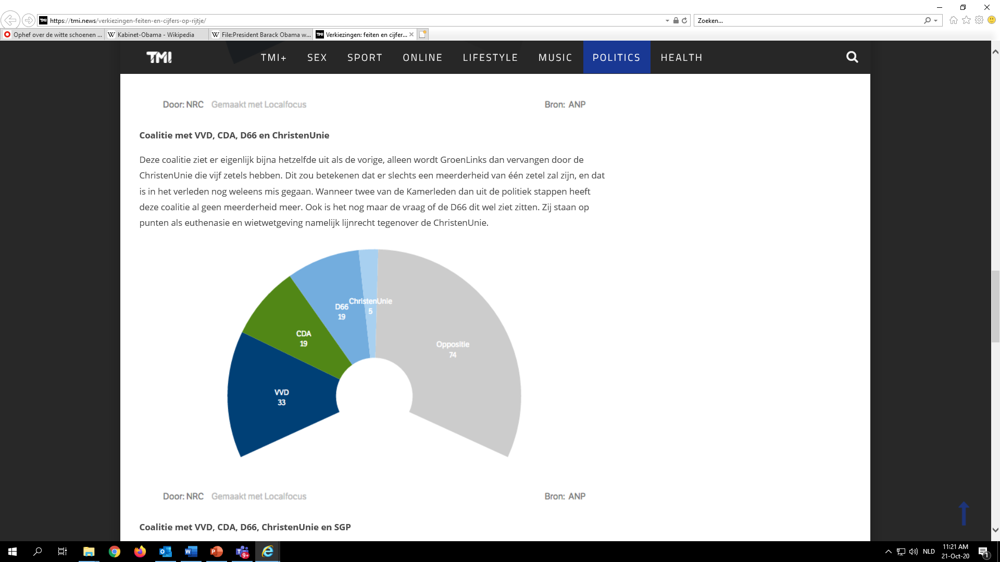 https://tmi.news/verkiezingen-feiten-en-cijfers-op-rijtje/
Zoeken...
Ophef over de witte schoenen ...
Kabinet-Obama - Wikipedia
File:President Barack Obama w...
Verkiezingen: feiten en cijfer...
TMI
TMI+
SEX
SPORT
ONLINE
LIFESTYLE
MUSIC
POLITICS
HEALTH
Door: NRC Gemaakt met Localfocus
Bron: ANP
Coalitie met VVD, CDA, D66 en ChristenUnie
Deze coalitie ziet er eigenlijk bijna hetzelfde uit als de vorige, alleen wordt GroenLinks dan vervangen door de
ChristenUnie die vijf zetels hebben. Dit zou betekenen dat er slechts een meerderheid van één zetel zal zijn, en dat
is in het verleden nog weleens mis gegaan. Wanneer twee van de Kamerleden dan uit de politiek stappen heeft
deze coalitie al geen meerderheid meer. Ook is het nog maar de vraag of de D66 dit wel ziet zitten. Zij staan op
punten als euthenasie en wietwetgeving namelijk lijnrecht tegenover de ChristenUnie.
ChristenUnie
5
D66
19
CDA
19
Oppositie
74
VVD
33
Door: NRC Gemaakt met Localfocus
Bron: ANP
Coalitie met VVD, CDA, D66, ChristenUnie en SGP
9+
NLD
11:21 AM
21-Oct-20
1